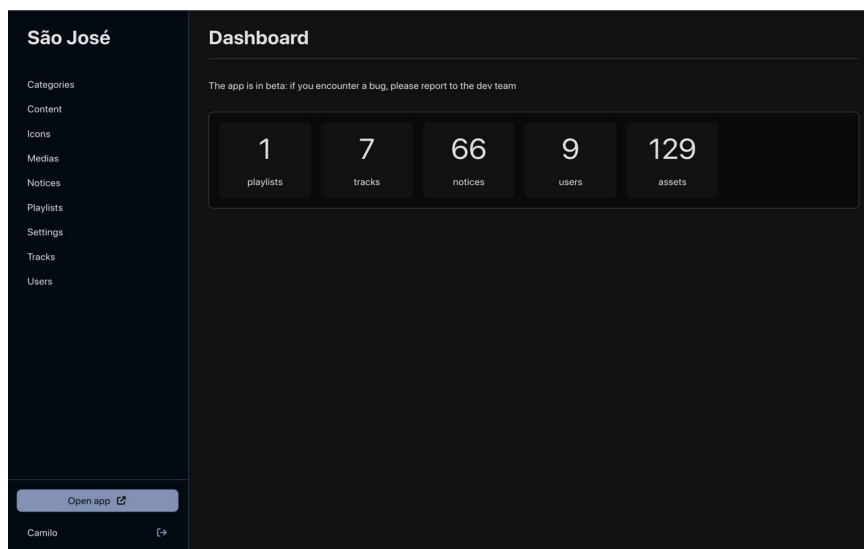 São José
Categories
Content
Icons
Medias
Notices
Playlists
Settings
Tracks
Users
Open app
Camilo
Dashboard
The app is in beta: if you encounter a bug, please report to the dev team
1
playlists
7
tracks
66
notices
9
users
129
assets